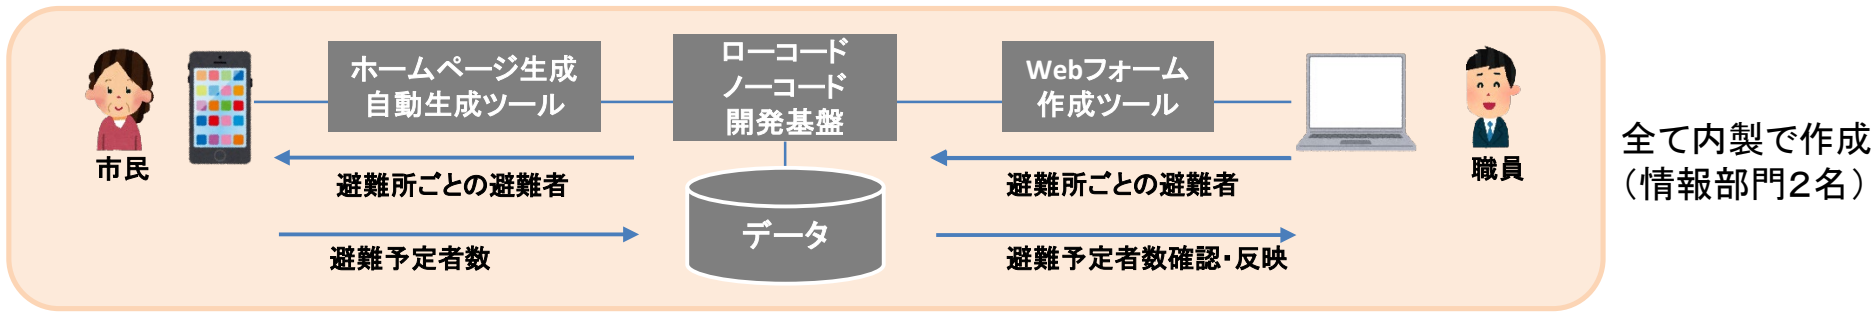 ホームページ生成
自動生成ツール
ローコード
ノーコード
開発基盤
Webフォーム
作成ツール
市民
職員
避難所ごとの避難者
避難所ごとの避難者
データ
避難予定者数
避難予定者数確認・反映
全て内製で作成
（情報部門２名）